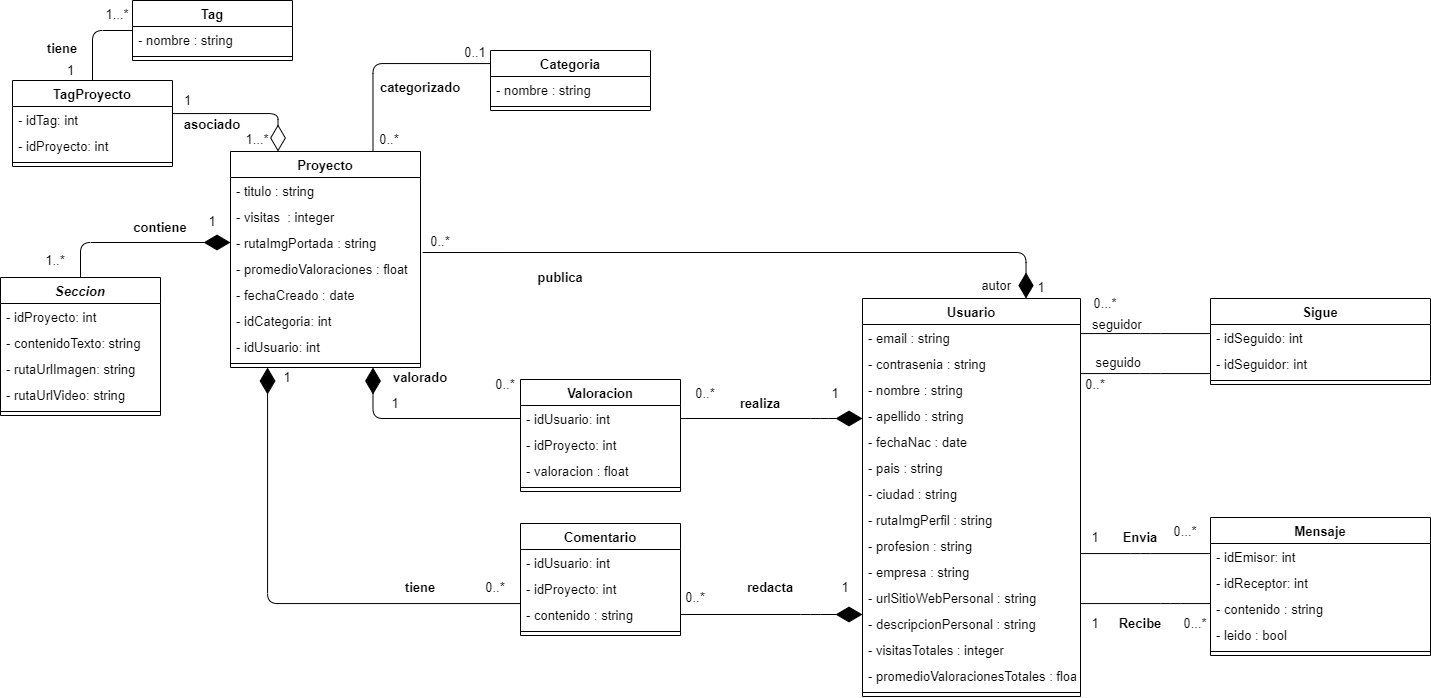 1...*
Tag
- nombre : string
tiene
1
TagProyecto
- idTag: int
- idProyecto: int
1
asociado
1...*
0..1
Categoria
- nombre : string
categorizado
0..*
Proyecto
- titulo : string
- visitas : integer
- rutaImgPortada : string
- promedioValoraciones : float
- fechaCreado : date
- idCategoria: int
- idUsuario: int
contiene
1
1..*
Seccion
- idProyecto: int
- contenidoTexto: string
- rutaUrlImagen: string
- rutaUrlVideo: string
0..*
publica
autor
1
1
valorado
1
0..*
Valoracion
- idUsuario: int
- idProyecto: int
- valoracion : float
0..*
realiza
1
Comentario
- idUsuario: int
- idProyecto: int
- contenido : string
tiene
0..*
0..*
redacta
1
Usuario
- email : string
- contrasenia : string
- nombre : string
- apellido : string
- fechaNac : date
- pais : string
- ciudad : string
- rutaImgPerfil : string
- profesion : string
- empresa : string
- urlSitioWebPersonal : string
- descripcionPersonal : string
- visitasTotales : integer
- promedioValoracionesTotales : floa
0...*
seguidor
seguido
0..*
Sigue
- idSeguido: int
- idSeguidor: int
1
Envia
0...*
1
Recibe
0...*
Mensaje
- idEmisor: int
- idReceptor: int
- contenido : string
- leido : bool